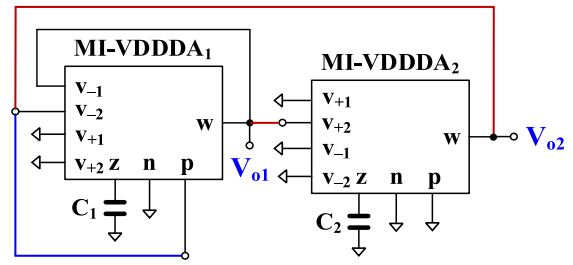 MI-VDDDA1
MI-VDDDA2
v–1
v–2
v+1
v+2 z n p
w
C1
Vo1
v+1
v+2
v–1
v–2 z n p
w
C2
Vo2